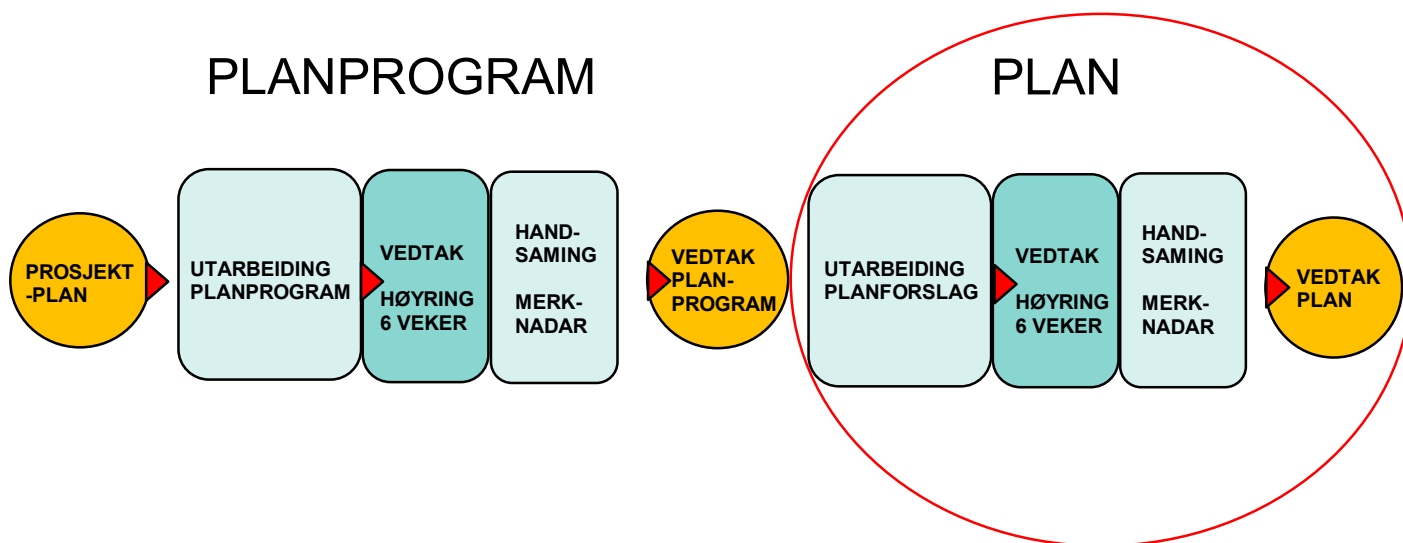 PLANPROGRAM
PLAN
PROSJEKT
-PLAN
UTARBEIDING
PLANPROGRAM
VEDTAK
HØYRING
6 VEKER
HAND-
SAMING
MERK-
NADAR
VEDTAK
PLAN-
PROGRAM
UTARBEIDING
PLANFORSLAG
VEDTAK
HØYRING
6 VEKER
HAND-
SAMING
MERK-
NADAR
VEDTAK
PLAN